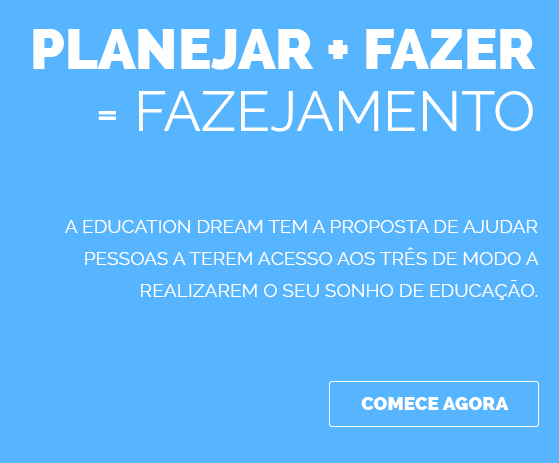 PLANEJAR + FAZER
= FAZEJAMENTO
A EDUCATION DREAM TEM A PROPOSTA DE AJUDAR
PESSOAS A TEREM ACESSO AOS TRÊS DE MODO A
REALIZAREM O SEU SONHO DE EDUCAÇÃO.
COMECE AGORA